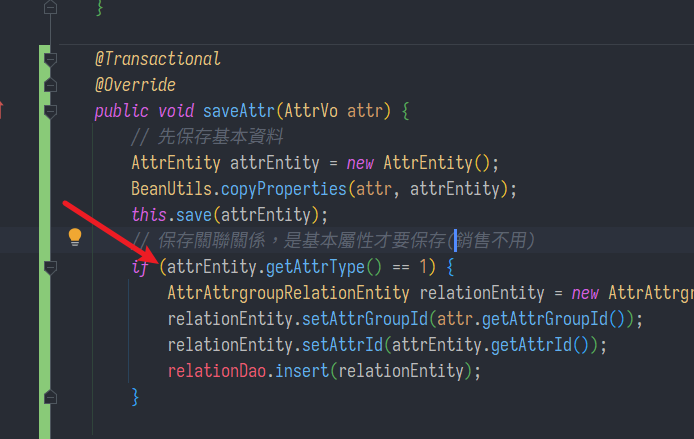 }
@Transactional
@Override
public void saveAttr(AttrVo attr) {
// 先保存基本資料
AttrEntity attrEntity = new AttrEntity();
BeanUtils.copyProperties(attr, attrEntity);
this.save(attrEntity);
// 保存關聯關係，是基本屬性才要保存(銷售不用)
if (attrEntity.getAttrType() == 1) {
AttrAttrgroupRelationEntity relationEntity = new AttrAttrg
relationEntity.setAttrGroupId(attr.getAttrGroupId());
relationEntity.setAttrId(attrEntity.getAttrId());
relationDao.insert(relationEntity);
}